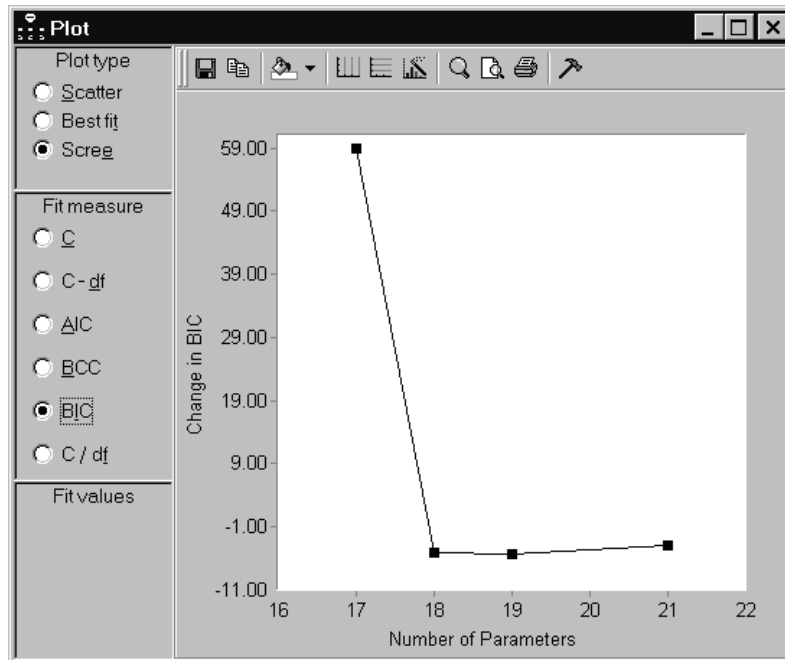 Plot
Plot type
Scatter
Best fit
Scree
Fit measure
C
C - df
AIC
BCC
BIC
C / df
Fit values
59.00
49.00
39.00
29.00
19.00
9.00
-1.00
-11.00
Change in BIC
16 17 18 19 20 21 22
Number of Parameters